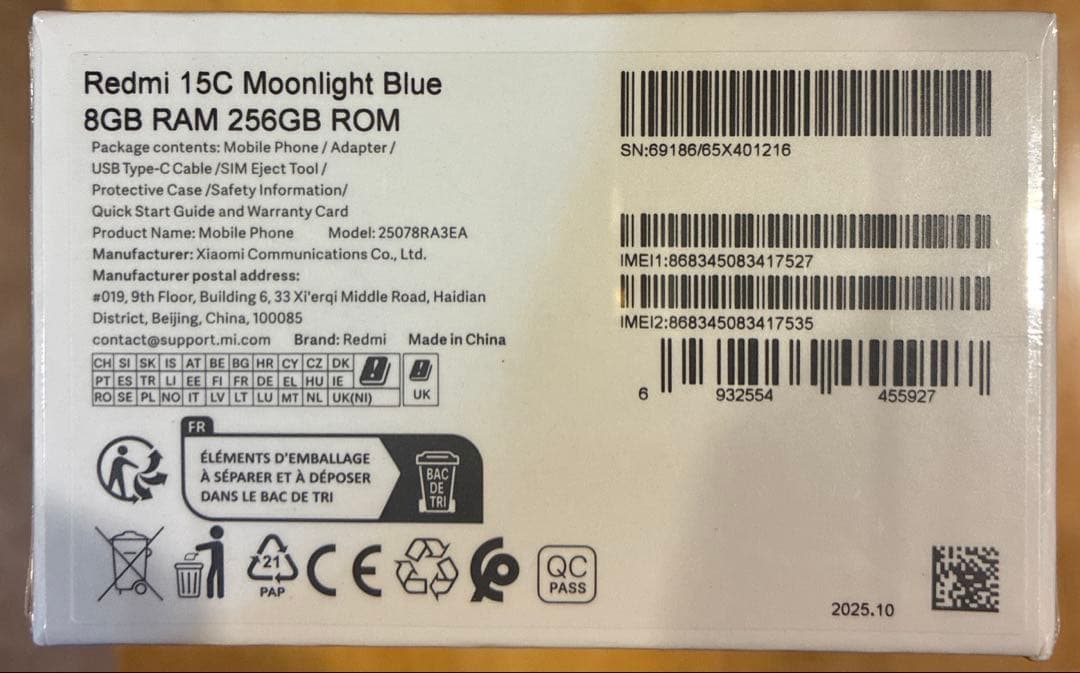 Redmi 15C Moonlight Blue
8GB RAM 256GB ROM
Package contents: Mobile Phone / Adapter /
USB Type-C Cable /SIM Eject Tool /
Protective Case /Safety Information/
Quick Start Guide and Warranty Card
Product Name: Mobile Phone Model: 25078RA3EA
Manufacturer: Xiaomi Communications Co., Ltd.
Manufacturer postal address:
#019, 9th Floor, Building 6, 33 Xi'erqi Middle Road, Haidian
District, Beijing, China, 100085
contact@support.mi.com Brand: Redmi Made in China
CH SI SK IS AT BE BG HR CY CZ DK
PT ES TR LI EE FI FR DE EL HU IE
RO SE PL NO IT LV LT LU MT NL UK(NI)
UK
FR
ÉLÉMENTS D'EMBALLAGE
À SÉPARER ET À DÉPOSER
DANS LE BAC DE TRI
BAC
DE
TRI
21
PAP
CE
QC
PASS
SN:69186/65X401216
IMEI1:868345083417527
IMEI2:868345083417535
6 932554 455927
2025.10